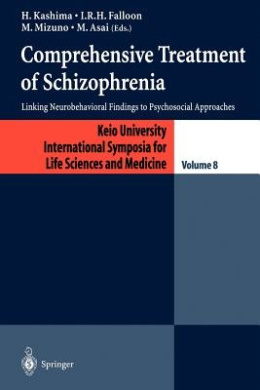 H. Kashima · I.R.H. Falloon
M. Mizuno · M. Asai (Eds.)
Comprehensive Treatment
of Schizophrenia
Linking Neurobehavioral Findings to Psychosocial Approaches
Keio University
International Symposia for
Life Sciences and Medicine
Volume 8
Springer